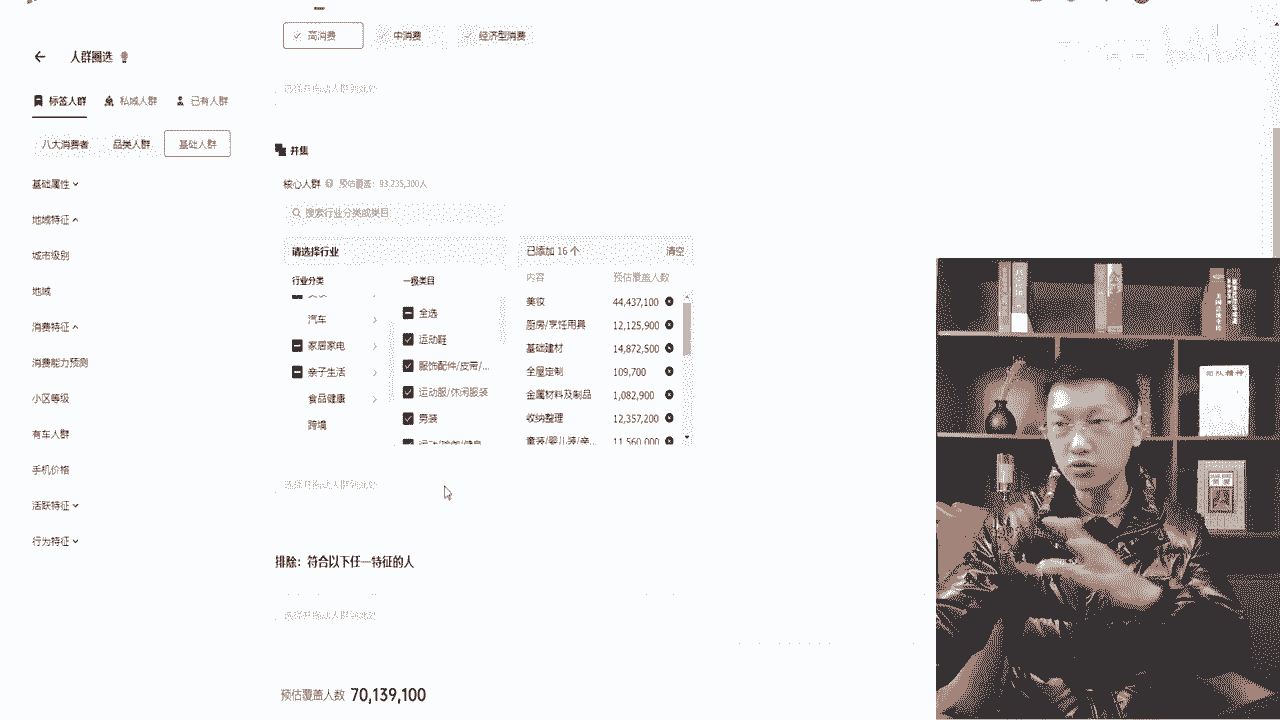 高消费 中消费 经济型消费
人群圈选
标签人群 私域人群 已有人群
选择并拖动人群到此处
八大消费者 品类人群 基础人群
并集
基础属性
核心人群 预估覆盖：93,235,300人
搜索行业分类或类目
地域特征
请选择行业
已添加 16 个 清空
城市级别
行业分类 一级类目
内容 预估覆盖人数
地域
全选
美妆 44,437,100
汽车
运动鞋
厨房/烹饪用具 12,125,900
消费特征
家居家电
服饰配件/皮带/...
基础建材 14,872,500
消费能力预测
亲子生活
运动服/休闲服装
全屋定制 109,700
小区等级
食品健康
男装
金属材料及制品 1,082,900
有车人群
跨境
收纳整理 12,357,200
童装/婴儿装/亲... 11,560,000
手机价格
选择并拖动人群到此处
活跃特征
行为特征
排除：符合以下任一特征的人
选择并拖动人群到此处
预估覆盖人数 70,139,100
团队精神